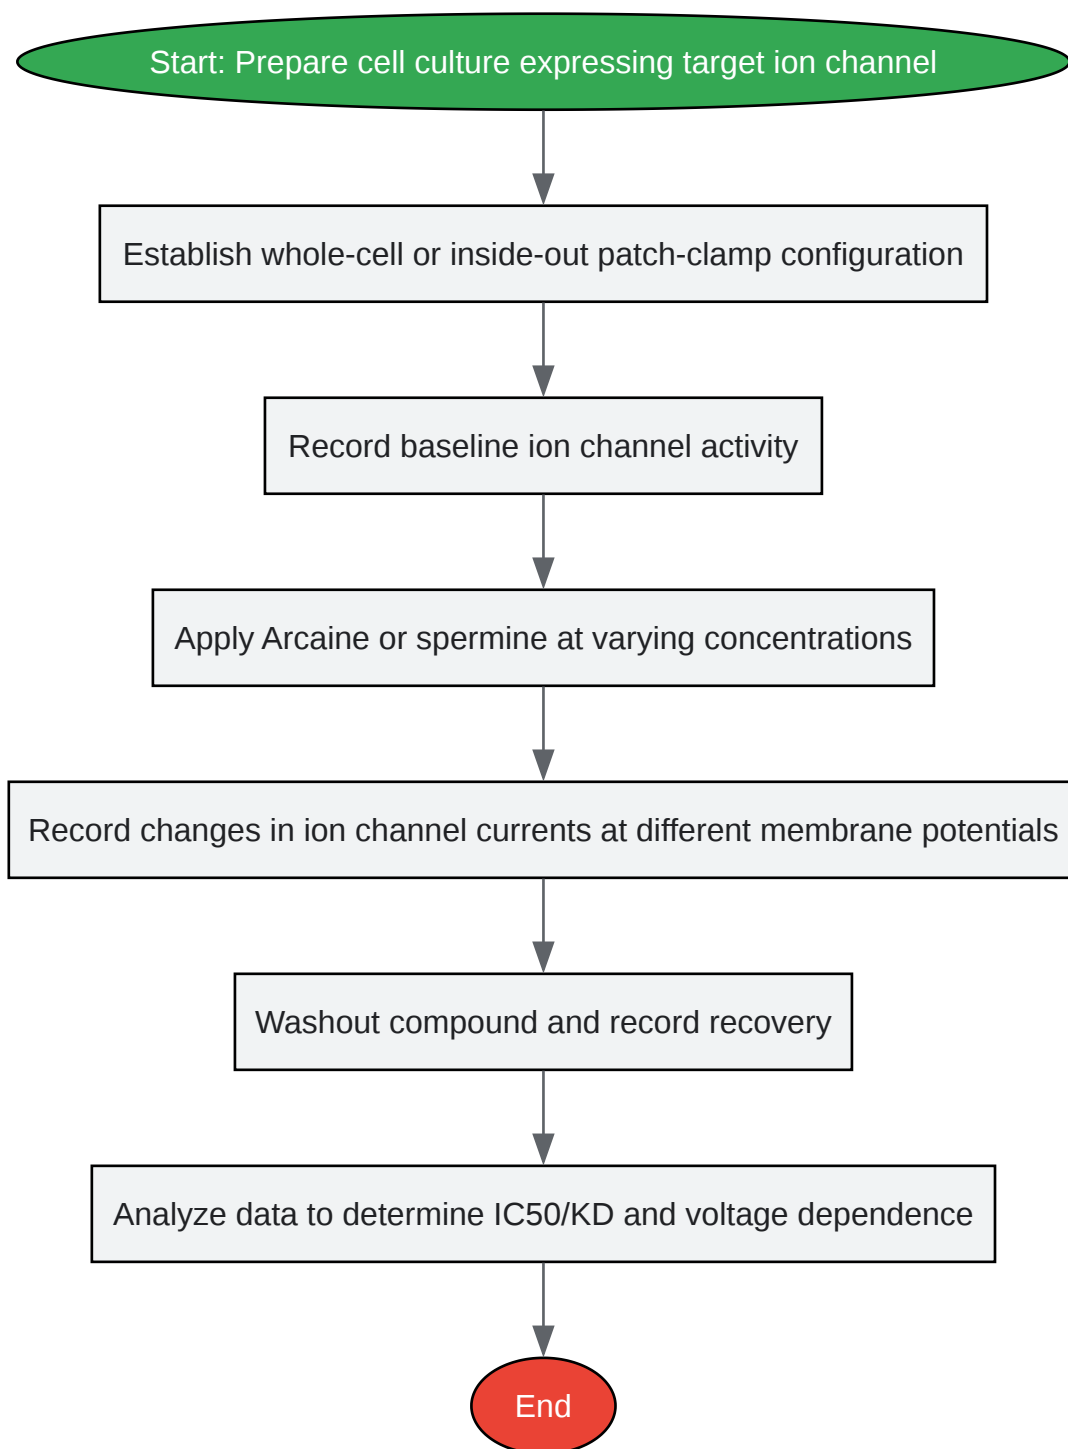 Start: Prepare cell culture expressing target ion channel
Establish whole-cell or inside-out patch-clamp configuration
Record baseline ion channel activity
Apply Arcaine or spermine at varying concentrations
Record changes in ion channel currents at different membrane potentials
Washout compound and record recovery
Analyze data to determine IC50/KD and voltage dependence
End